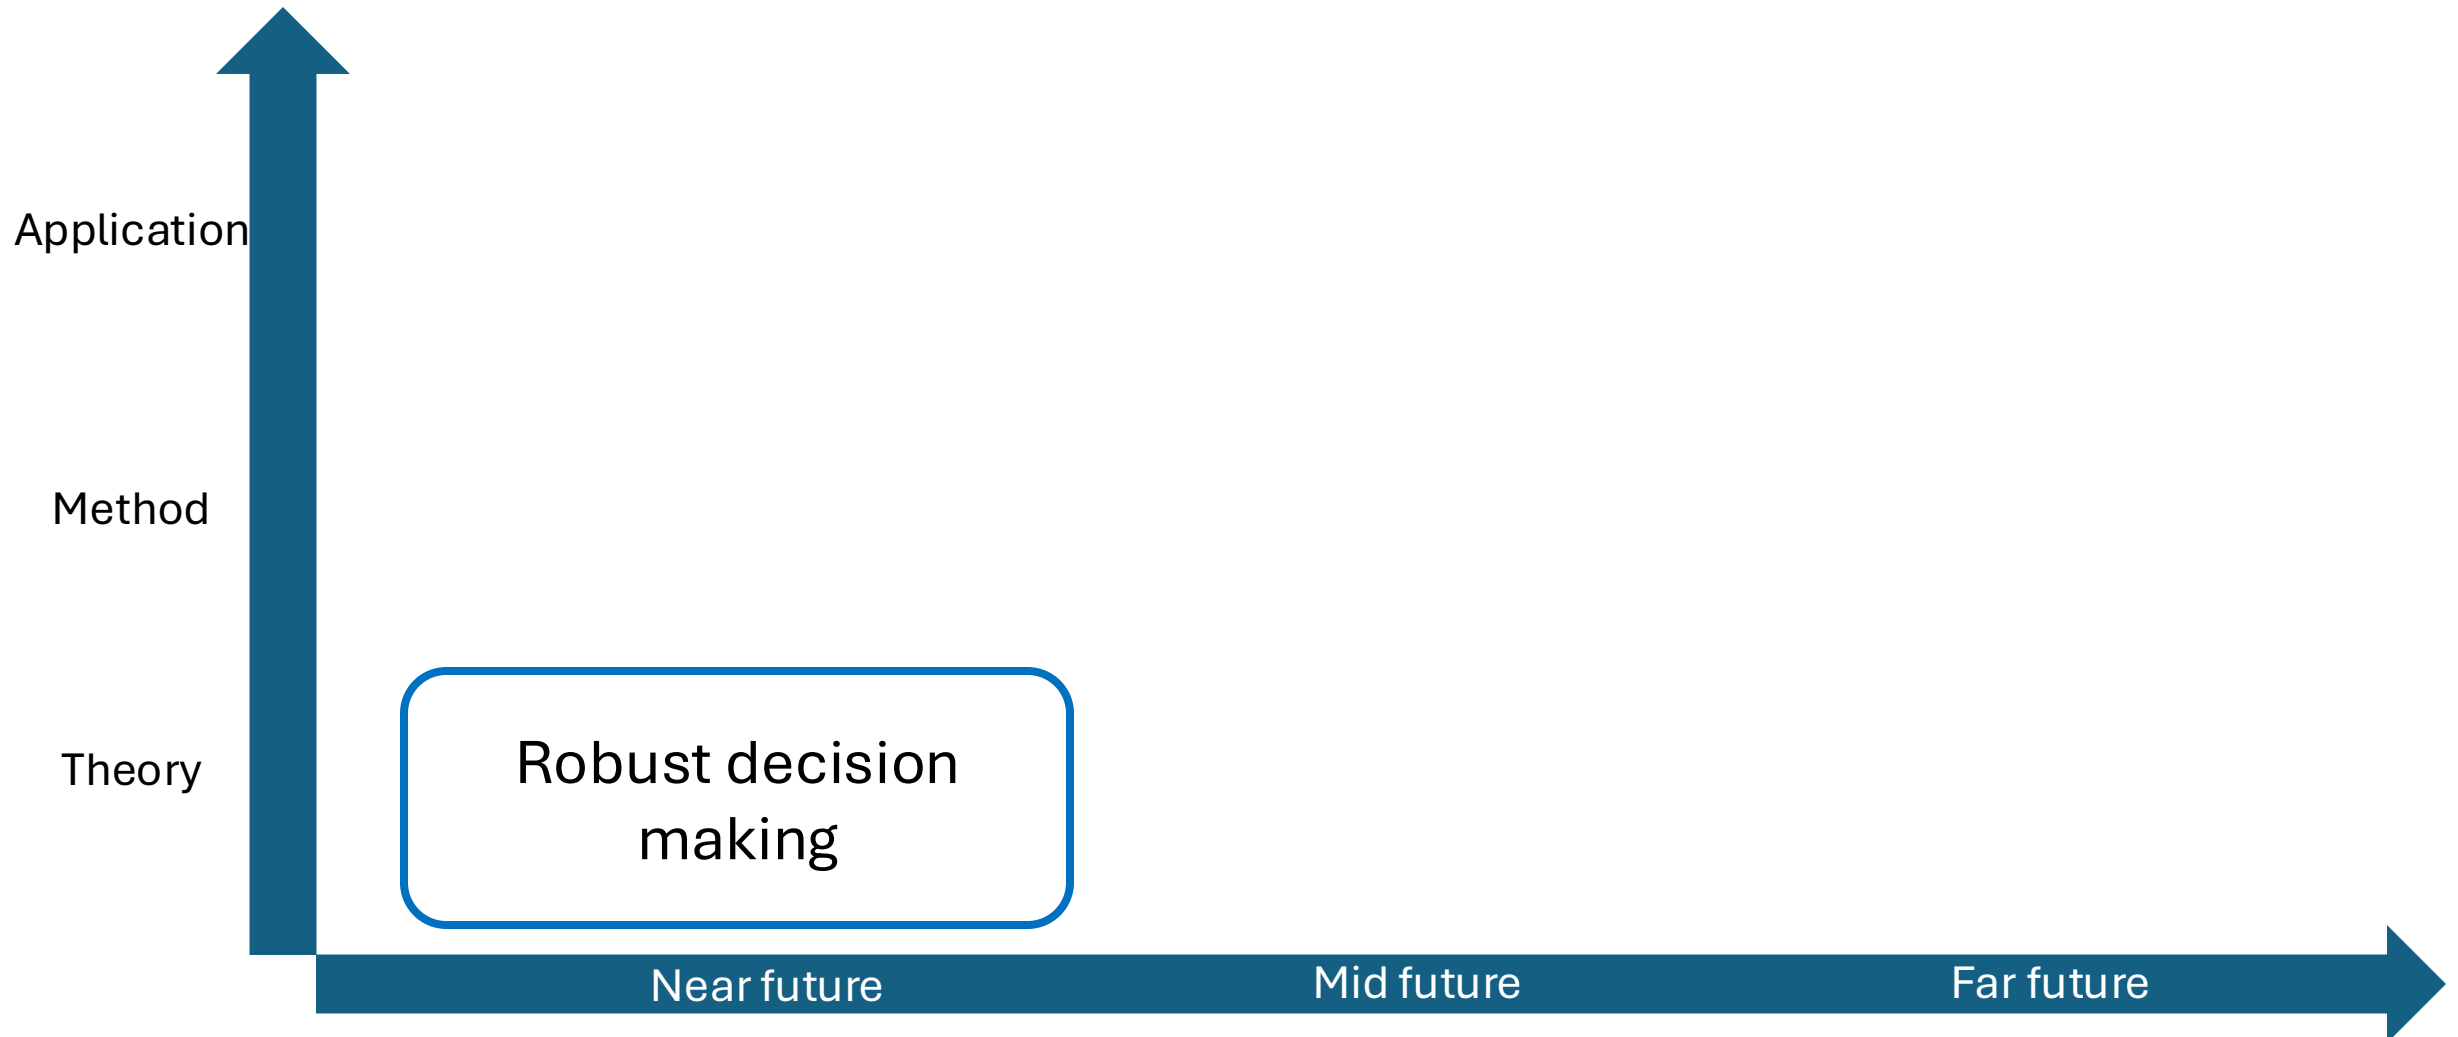 Application
Method
Theory
Robust decision
making
Near future
Mid future
Far future